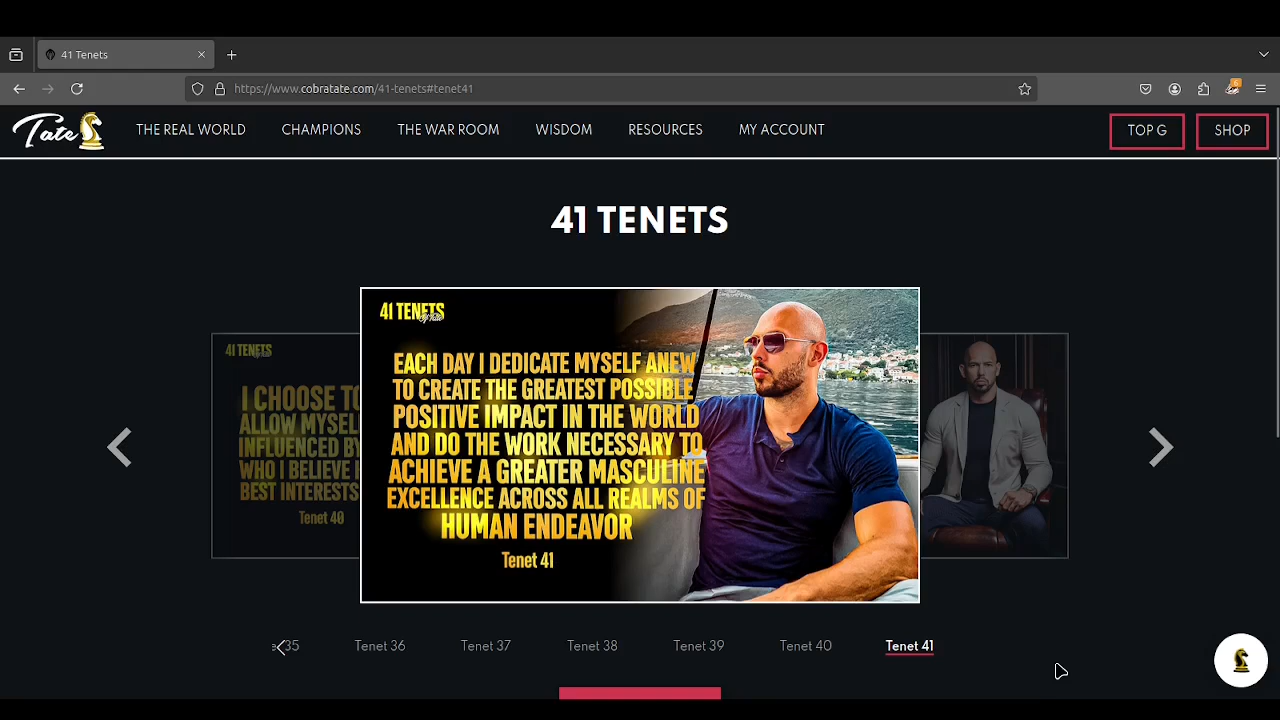 41 Tenets
https://www.cobratate.com/41-tenets#tenet41
Tate
THE REAL WORLD
CHAMPIONS
THE WAR ROOM
WISDOM
RESOURCES
MY ACCOUNT
TOP G
SHOP
41 TENETS
41 TENETS
I CHOOSE TO
ALLOW MYSEL
INFLUENCED BY
WHO I BELIEVE
BEST INTERESTS
Tenet 40
41 TENETS
by Tate
EACH DAY I DEDICATE MYSELF ANEW
TO CREATE THE GREATEST POSSIBLE
POSITIVE IMPACT IN THE WORLD
AND DO THE WORK NECESSARY TO
ACHIEVE A GREATER MASCULINE
EXCELLENCE ACROSS ALL REALMS OF
HUMAN ENDEAVOR
Tenet 41
35
Tenet 36
Tenet 37
Tenet 38
Tenet 39
Tenet 40
Tenet 41